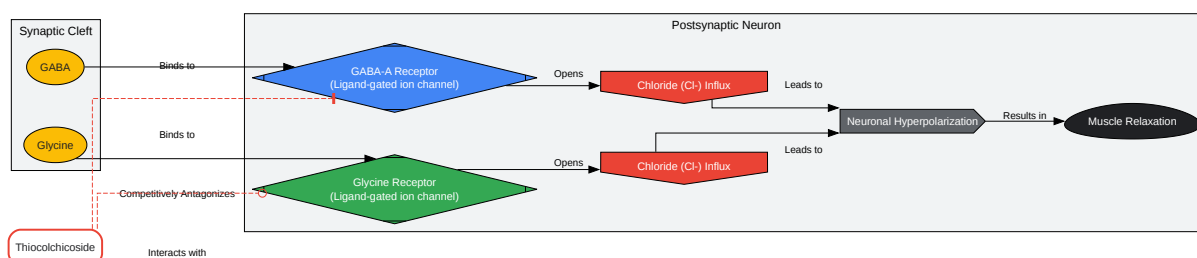 Synaptic Cleft
Postsynaptic Neuron
GABA
Binds to
GABA-A Receptor
(Ligand-gated ion channel)
Opens
Chloride (Cl-) Influx
Leads to
Neuronal Hyperpolarization
Results in
Muscle Relaxation
Glycine
Binds to
Glycine Receptor
(Ligand-gated ion channel)
Opens
Chloride (Cl-) Influx
Leads to
Competitively Antagonizes
Thiocolchicoside
Interacts with